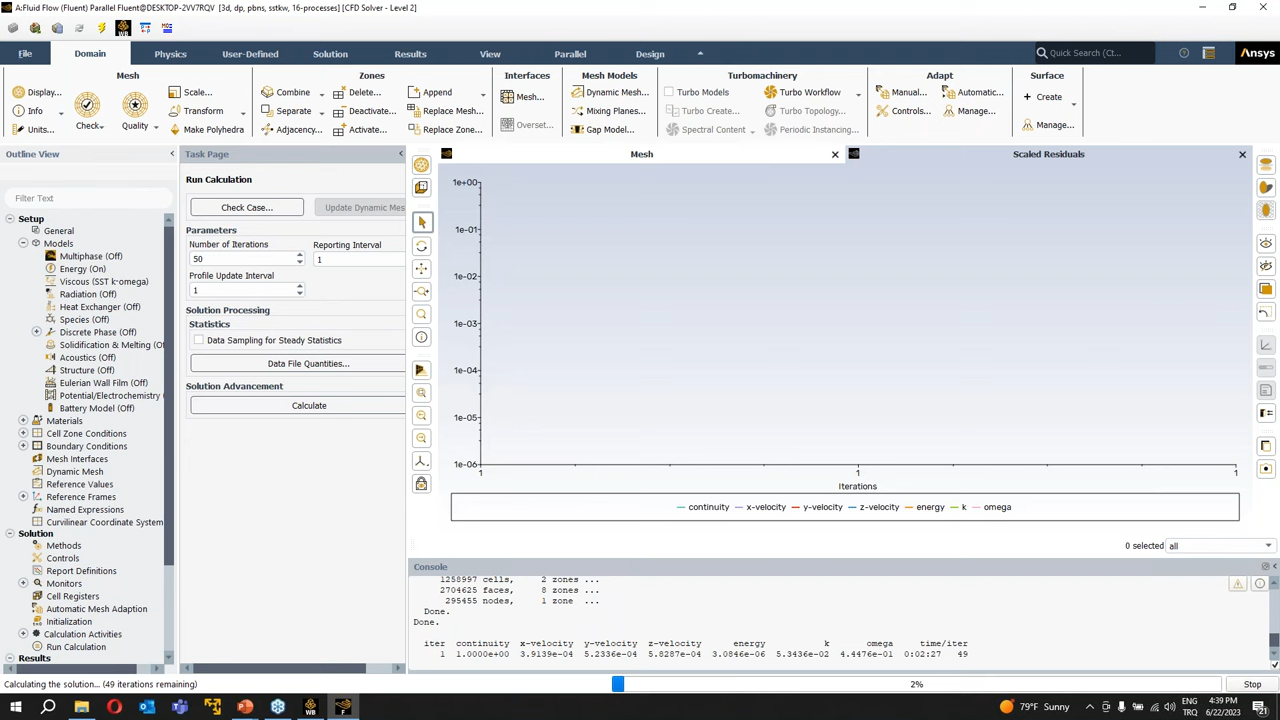 A:Fluid Flow (Fluent) Parallel Fluent@DESKTOP-2VV7RQV [3d, dp, pbns, sstkw, 16-processes] [CFD Solver - Level 2]
File Domain Physics User-Defined Solution Results View Parallel Design Quick Search (Ct... Ansys
Mesh Zones Interfaces Mesh Models Turbomachinery Adapt Surface
Display... Scale... Combine Delete... Append Mesh... Dynamic Mesh... Turbo Models Turbo Workflow Manual... Automatic... Create
Info Transform Separate Deactivate... Replace Mesh... Mixing Planes... Turbo Create... Turbo Topology... Controls... Manage...
Units... Check Quality Make Polyhedra Adjacency... Activate... Replace Zone... Overset... Gap Model... Spectral Content Periodic Instancing... Manage...
Outline View
Filter Text
Setup
General
Models
Multiphase (Off)
Energy (On)
Viscous (SST k-omega)
Radiation (Off)
Heat Exchanger (Off)
Species (Off)
Discrete Phase (Off)
Solidification & Melting (Of
Acoustics (Off)
Structure (Off)
Eulerian Wall Film (Off)
Potential/Electrochemistry
Battery Model (Off)
Materials
Cell Zone Conditions
Boundary Conditions
Mesh Interfaces
Dynamic Mesh
Reference Values
Reference Frames
Named Expressions
Curvilinear Coordinate System
Solution
Methods
Controls
Report Definitions
Monitors
Cell Registers
Automatic Mesh Adaption
Initialization
Calculation Activities
Run Calculation
Results
Task Page
Run Calculation
Check Case... Update Dynamic Mes
Parameters
Number of Iterations Reporting Interval
50 1
Profile Update Interval
1
Solution Processing
Statistics
Data Sampling for Steady Statistics
Data File Quantities...
Solution Advancement
Calculate
Mesh Scaled Residuals
1e+00
1e-01
1e-02
1e-03
1e-04
1e-05
1e-06
1 1 1
Iterations
continuity x-velocity y-velocity z-velocity energy k omega
0 selected all
Console
1258997 cells, 2 zones ...
2704625 faces, 8 zones ...
295455 nodes, 1 zone ...
Done.
Done.
iter continuity x-velocity y-velocity z-velocity energy k omega time/iter
1 1.0000e+00 3.9139e-04 5.2336e-04 5.8287e-04 3.0846e-06 5.3436e-02 4.4476e-01 0:02:27 49
Calculating the solution... (49 iterations remaining) 2% Stop
79°F Sunny ENG 4:39 PM
TRQ 6/22/2023 21